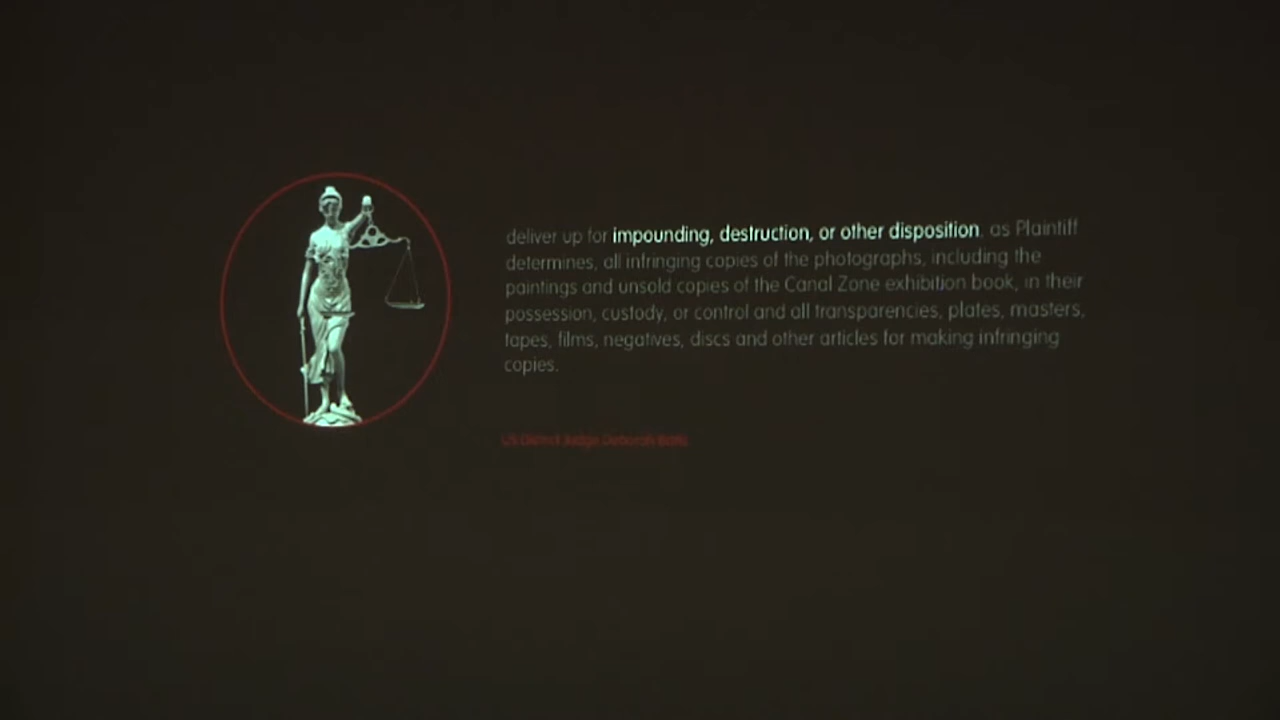 deliver up for impounding, destruction, or other disposition, as Plaintiff
determines, all infringing copies of the photographs, including the
paintings and unsold copies of the Canal Zone exhibition book, in their
possession, custody, or control and all transparencies, plates, masters,
tapes, films, negatives, discs and other articles for making infringing
copies.
US District Judge Deborah Batts